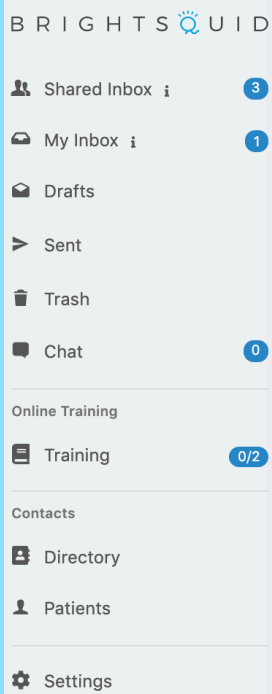 BRIGHTSQUID
Shared Inbox i 3
My Inbox i 1
Drafts
Sent
Trash
Chat 0
Online Training
Training 0/2
Contacts
Directory
Patients
Settings